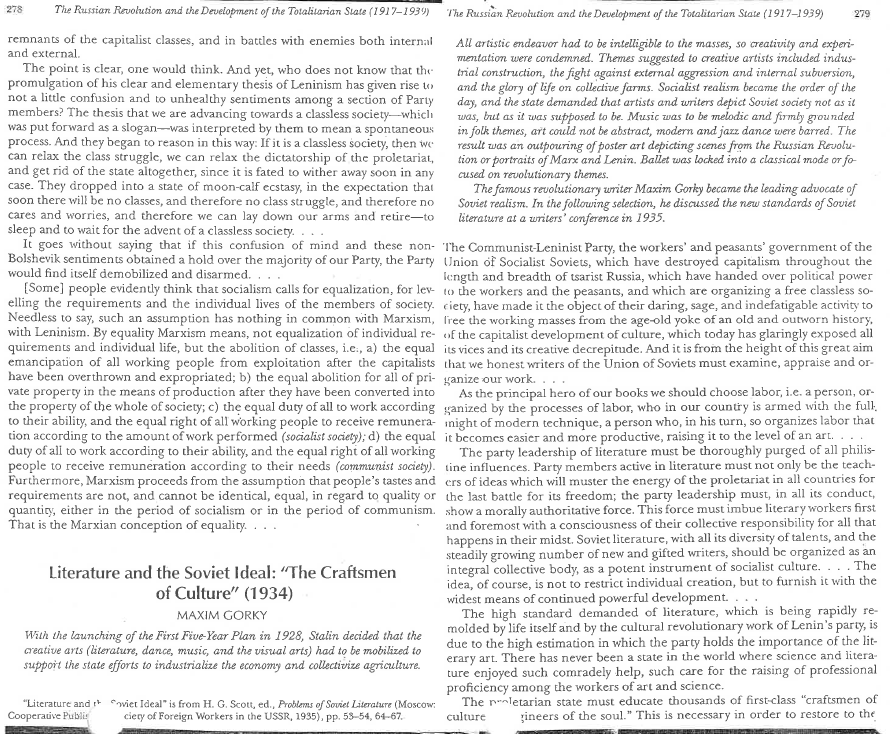 278 The Russian Revolution and the Development of the Totalitarian State (1917–1939)
remnants of the capitalist classes, and in battles with enemies both internal
and external.
The point is clear, one would think. And yet, who does not know that the
promulgation of his clear and elementary thesis of Leninism has given rise to
not a little confusion and to unhealthy sentiments among a section of Party
members? The thesis that we are advancing towards a classless society—which
was put forward as a slogan—was interpreted by them to mean a spontaneous
process. And they began to reason in this way: If it is a classless society, then we
can relax the class struggle, we can relax the dictatorship of the proletariat,
and get rid of the state altogether, since it is fated to wither away soon in any
case. They dropped into a state of moon-calf ecstasy, in the expectation that
soon there will be no classes, and therefore no class struggle, and therefore no
cares and worries, and therefore we can lay down our arms and retire—to
sleep and to wait for the advent of a classless society. . . .
It goes without saying that if this confusion of mind and these non-
Bolshevik sentiments obtained a hold over the majority of our Party, the Party
would find itself demobilized and disarmed. . . .
[Some] people evidently think that socialism calls for equalization, for lev-
elling the requirements and the individual lives of the members of society.
Needless to say, such an assumption has nothing in common with Marxism,
with Leninism. By equality Marxism means, not equalization of individual re-
quirements and individual life, but the abolition of classes, i.e., a) the equal
emancipation of all working people from exploitation after the capitalists
have been overthrown and expropriated; b) the equal abolition for all of pri-
vate property in the means of production after they have been converted into
the property of the whole of society; c) the equal duty of all to work according
to their ability, and the equal right of all working people to receive remunera-
tion according to the amount of work performed (socialist society); d) the equal
duty of all to work according to their ability, and the equal right of all working
people to receive remuneration according to their needs (communist society).
Furthermore, Marxism proceeds from the assumption that people's tastes and
requirements are not, and cannot be identical, equal, in regard to quality or
quantity, either in the period of socialism or in the period of communism.
That is the Marxian conception of equality. . . .
Literature and the Soviet Ideal: "The Craftsmen
of Culture" (1934)
MAXIM GORKY
With the launching of the First Five-Year Plan in 1928, Stalin decided that the
creative arts (literature, dance, music, and the visual arts) had to be mobilized to
support the state efforts to industrialize the economy and collectivize agriculture.
"Literature and Soviet Ideal" is from H. G. Scott, ed., Problems of Soviet Literature (Moscow:
Cooperative ciety of Foreign Workers in the USSR, 1935), pp. 53–54, 64–67.
The Russian Revolution and the Development of the Totalitarian State (1917–1939) 279
All artistic endeavor had to be intelligible to the masses, so creativity and experi-
mentation were condemned. Themes suggested to creative artists included indus-
trial construction, the fight against external aggression and internal subversion,
and the glory of life on collective farms. Socialist realism became the order of the
day, and the state demanded that artists and writers depict Soviet society not as it
was, but as it was supposed to be. Music was to be melodic and firmly grounded
in folk themes, art could not be abstract, modern and jazz dance were barred. The
result was an outpouring of poster art depicting scenes from the Russian Revolu-
tion or portraits of Marx and Lenin. Ballet was locked into a classical mode or fo-
cused on revolutionary themes.
The famous revolutionary writer Maxim Gorky became the leading advocate of
Soviet realism. In the following selection, he discussed the new standards of Soviet
literature at a writers' conference in 1935.
The Communist-Leninist Party, the workers' and peasants' government of the
Union of Socialist Soviets, which have destroyed capitalism throughout the
length and breadth of tsarist Russia, which have handed over political power
to the workers and the peasants, and which are organizing a free classless so-
ciety, have made it the object of their daring, sage, and indefatigable activity to
free the working masses from the age-old yoke of an old and outworn history,
of the capitalist development of culture, which today has glaringly exposed all
its vices and its creative decrepitude. And it is from the height of this great aim
that we honest writers of the Union of Soviets must examine, appraise and or-
ganize our work. . . .
As the principal hero of our books we should choose labor, i.e. a person, or-
ganized by the processes of labor, who in our country is armed with the full
might of modern technique, a person who, in his turn, so organizes labor that
it becomes easier and more productive, raising it to the level of an art. . . .
The party leadership of literature must be thoroughly purged of all philis-
tine influences. Party members active in literature must not only be the teach-
ers of ideas which will muster the energy of the proletariat in all countries for
the last battle for its freedom; the party leadership must, in all its conduct,
show a morally authoritative force. This force must imbue literary workers first
and foremost with a consciousness of their collective responsibility for all that
happens in their midst. Soviet literature, with all its diversity of talents, and the
steadily growing number of new and gifted writers, should be organized as an
integral collective body, as a potent instrument of socialist culture. . . . The
idea, of course, is not to restrict individual creation, but to furnish it with the
widest means of continued powerful development. . . .
The high standard demanded of literature, which is being rapidly re-
molded by life itself and by the cultural revolutionary work of Lenin's party, is
due to the high estimation in which the party holds the importance of the lit-
erary art. There has never been a state in the world where science and litera-
ture enjoyed such comradely help, such care for the raising of professional
proficiency among the workers of art and science.
The proletarian state must educate thousands of first-class "craftsmen of
culture gineers of the soul." This is necessary in order to restore to the